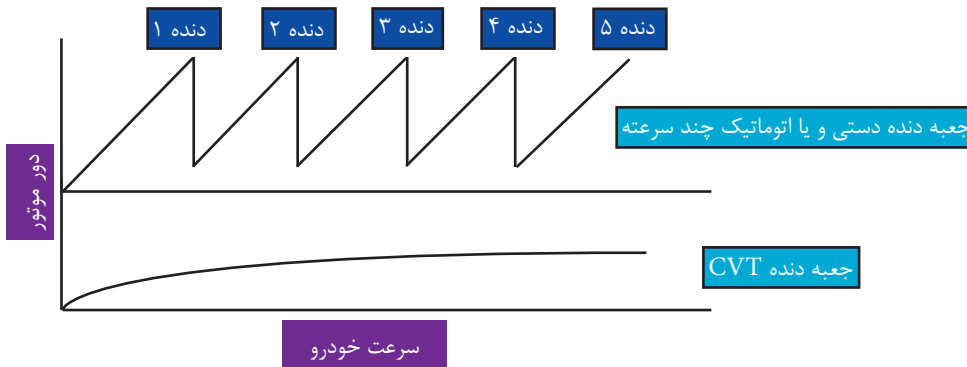 دنده ۱
دنده ۲
دنده ۳
دنده ۴
دنده ۵
جعبه دنده دستی و یا اتوماتیک چند سرعته
دور موتور
جعبه دنده CVT
سرعت خودرو